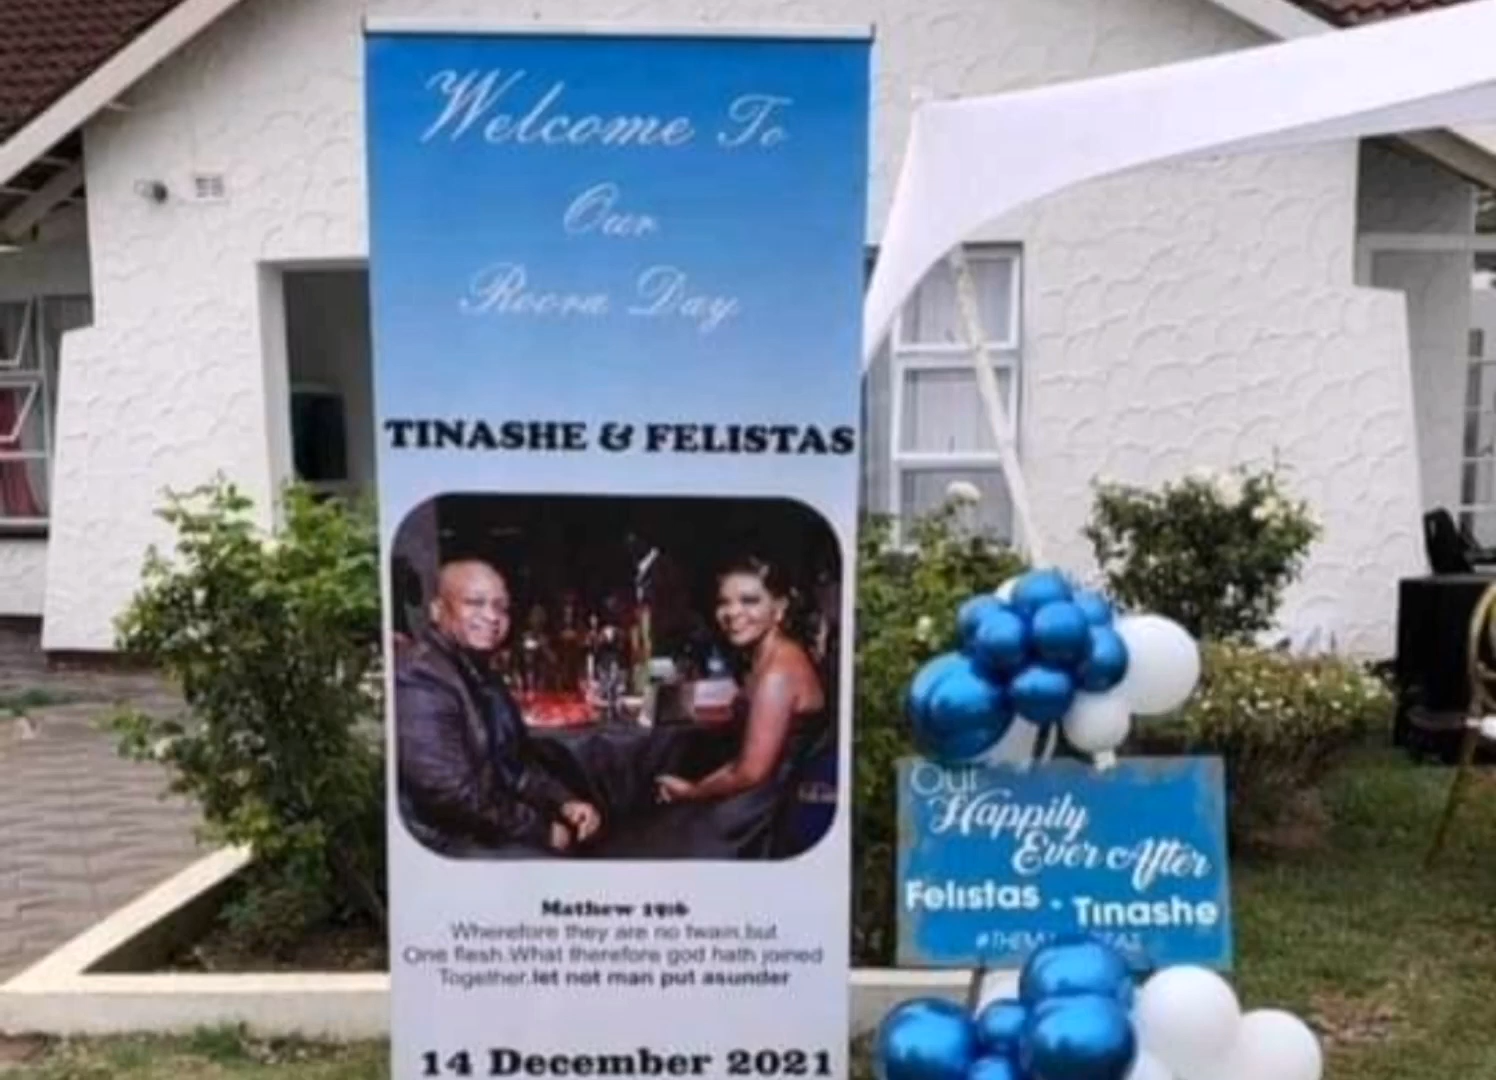 Welcome To
Our
Roora Day
TINASHE & FELISTAS
Mathew 19:6
Wherefore they are no twain.but
One flesh.What therefore god hath joined
Together.let not man put asunder
14 December 2021
Our
Happily
Ever After
Felistas - Tinashe